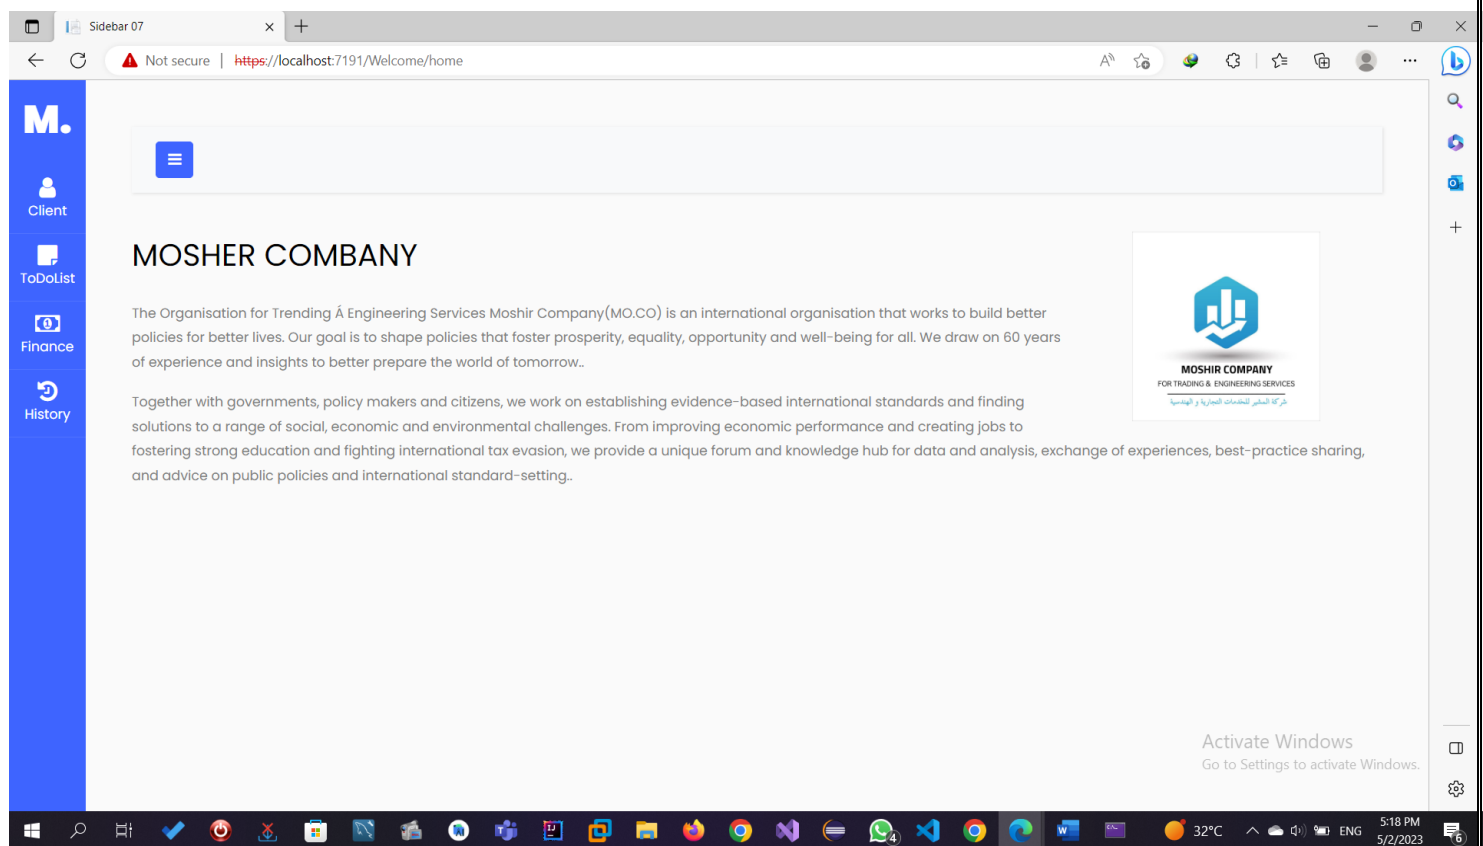 Sidebar 07
Not secure | https://localhost:7191/Welcome/home
M.
Client
ToDoList
Finance
History
MOSHER COMBANY
The Organisation for Trending Á Engineering Services Moshir Company(MO.CO) is an international organisation that works to build better
policies for better lives. Our goal is to shape policies that foster prosperity, equality, opportunity and well-being for all. We draw on 60 years
of experience and insights to better prepare the world of tomorrow..
Together with governments, policy makers and citizens, we work on establishing evidence-based international standards and finding
solutions to a range of social, economic and environmental challenges. From improving economic performance and creating jobs to
fostering strong education and fighting international tax evasion, we provide a unique forum and knowledge hub for data and analysis, exchange of experiences, best-practice sharing,
and advice on public policies and international standard-setting..
MOSHIR COMPANY
FOR TRADING & ENGINEERING SERVICES
شركة المشير للخدمات التجارية و الهندسية
Activate Windows
Go to Settings to activate Windows.
32°C
ENG
5:18 PM
5/2/2023